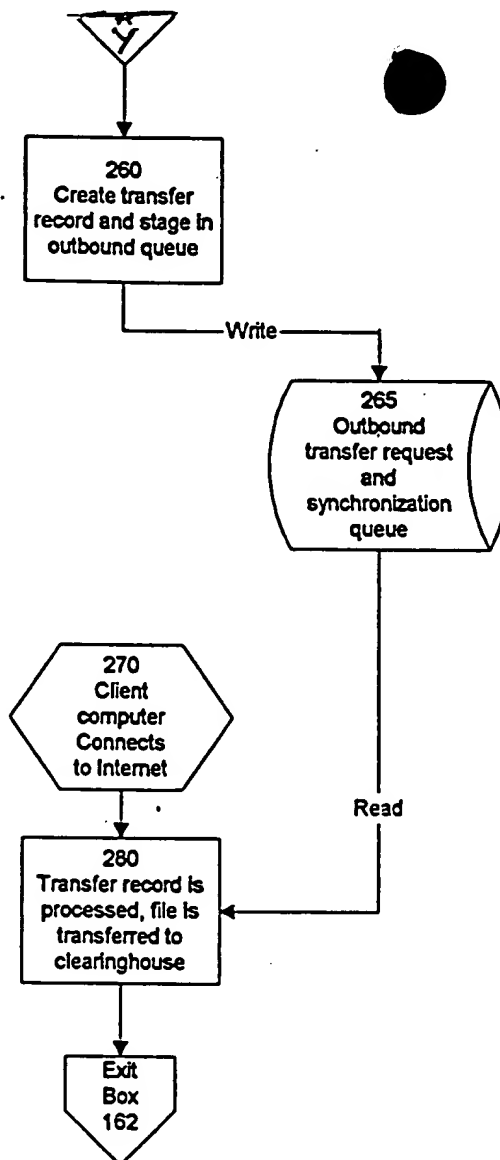 Y
260
Create transfer
record and stage in
outbound queue
Write
265
Outbound
transfer request
and
synchronization
queue
270
Client
computer
Connects
to Internet
Read
280
Transfer record is
processed, file is
transferred to
clearinghouse
Exit
Box
162